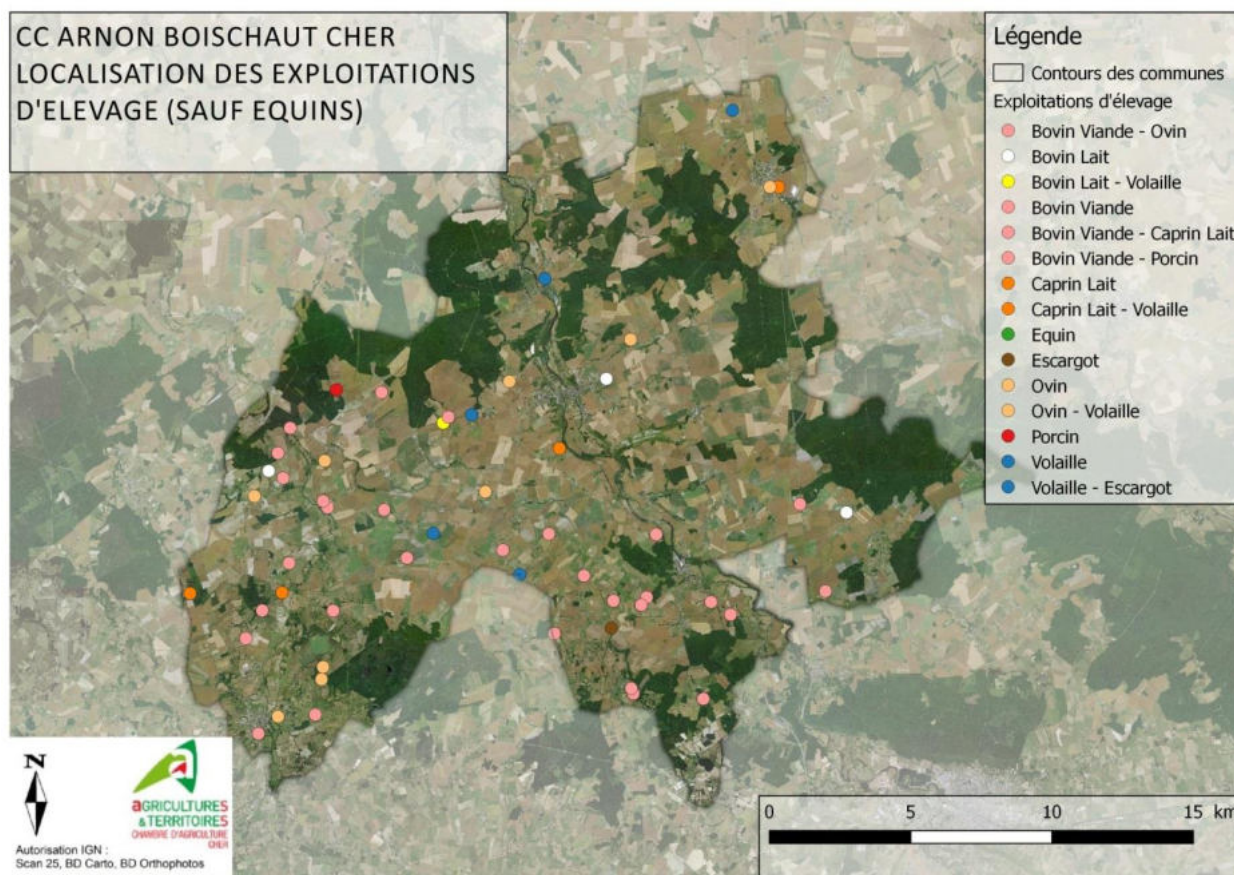 CC ARNON BOISCHAUT CHER
LOCALISATION DES EXPLOITATIONS
D'ELEVAGE (SAUF EQUINS)
Légende
Contours des communes
Exploitations d'élevage
Bovin Viande - Ovin
Bovin Lait
Bovin Lait - Volaille
Bovin Viande
Bovin Viande - Caprin Lait
Bovin Viande - Porcin
Caprin Lait
Caprin Lait - Volaille
Equin
Escargot
Ovin
Ovin - Volaille
Porcin
Volaille
Volaille - Escargot
N
a
AGRICULTURES
& TERRITOIRES
CHAMBRE D'AGRICULTURE
CHER
Autorisation IGN :
Scan 25, BD Carto, BD Orthophotos
0 5 10 15 km